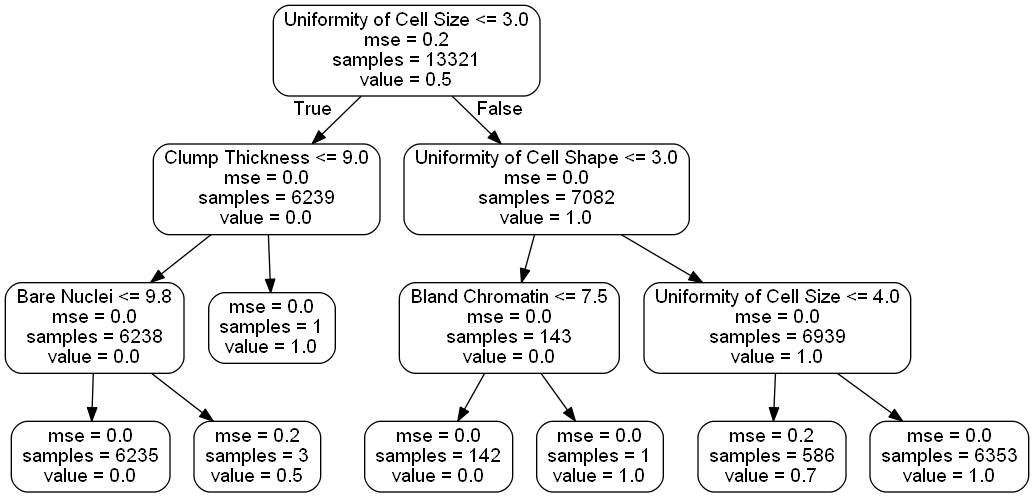 Uniformity of Cell Size <= 3.0
mse = 0.2
samples = 13321
value = 0.5
True
False
Clump Thickness <= 9.0
mse = 0.0
samples = 6239
value = 0.0
Uniformity of Cell Shape <= 3.0
mse = 0.0
samples = 7082
value = 1.0
Bare Nuclei <= 9.8
mse = 0.0
samples = 6238
value = 0.0
mse = 0.0
samples = 1
value = 1.0
Bland Chromatin <= 7.5
mse = 0.0
samples = 143
value = 0.0
Uniformity of Cell Size <= 4.0
mse = 0.0
samples = 6939
value = 1.0
mse = 0.0
samples = 6235
value = 0.0
mse = 0.2
samples = 3
value = 0.5
mse = 0.0
samples = 142
value = 0.0
mse = 0.0
samples = 1
value = 1.0
mse = 0.2
samples = 586
value = 0.7
mse = 0.0
samples = 6353
value = 1.0